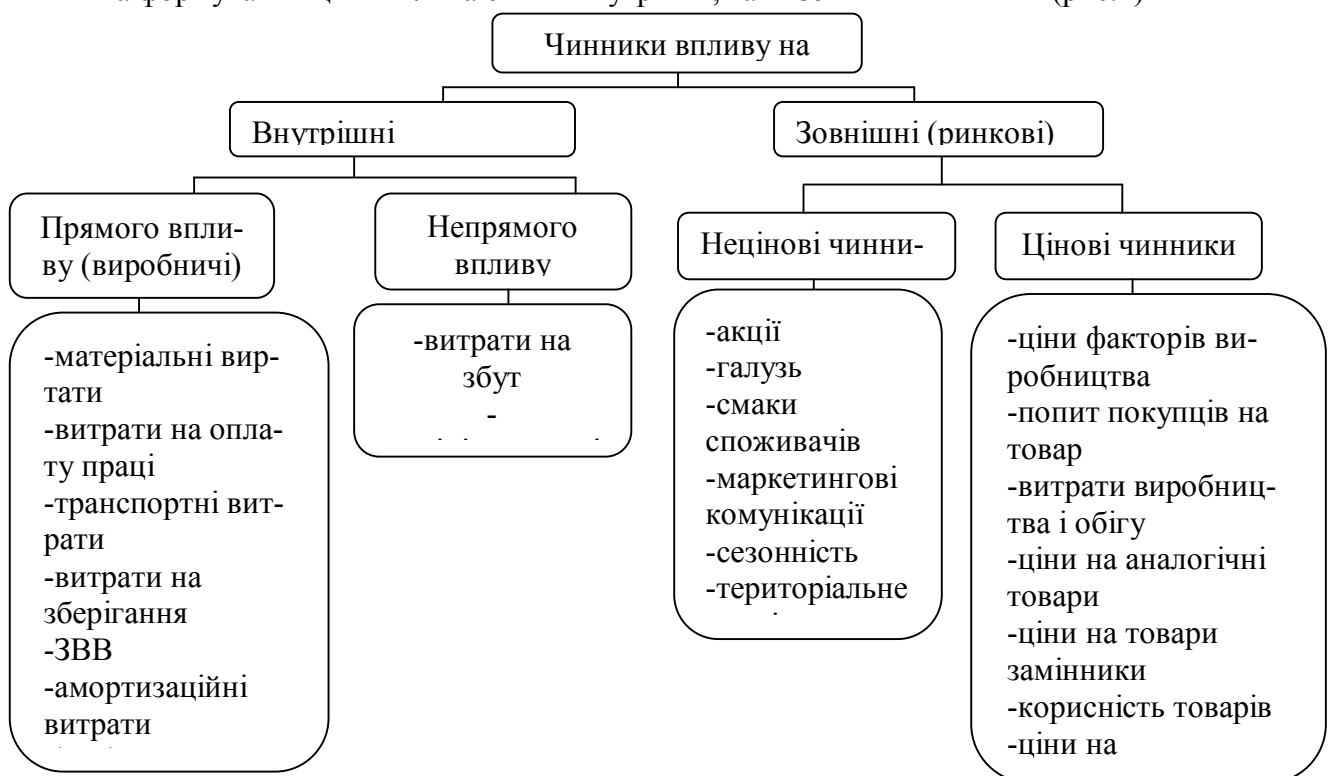 Чинники впливу на
Внутрішні
Зовнішні (ринкові)
Прямого впли-
ву (виробничі)
Непрямого
впливу
Нецінові чинни-
Цінові чинники
-матеріальні вир-
тати
-витрати на опла-
ту праці
-транспортні вит-
рати
-витрати на
зберігання
-ЗВВ
-амортизаційні
витрати
-витрати на
збут
-
-акції
-галузь
-смаки
споживачів
-маркетингові
комунікації
-сезонність
-територіальне
-ціни факторів ви-
робництва
-попит покупців на
товар
-витрати виробниц-
тва і обігу
-ціни на аналогічні
товари
-ціни на товари
замінники
-корисність товарів
-ціни на